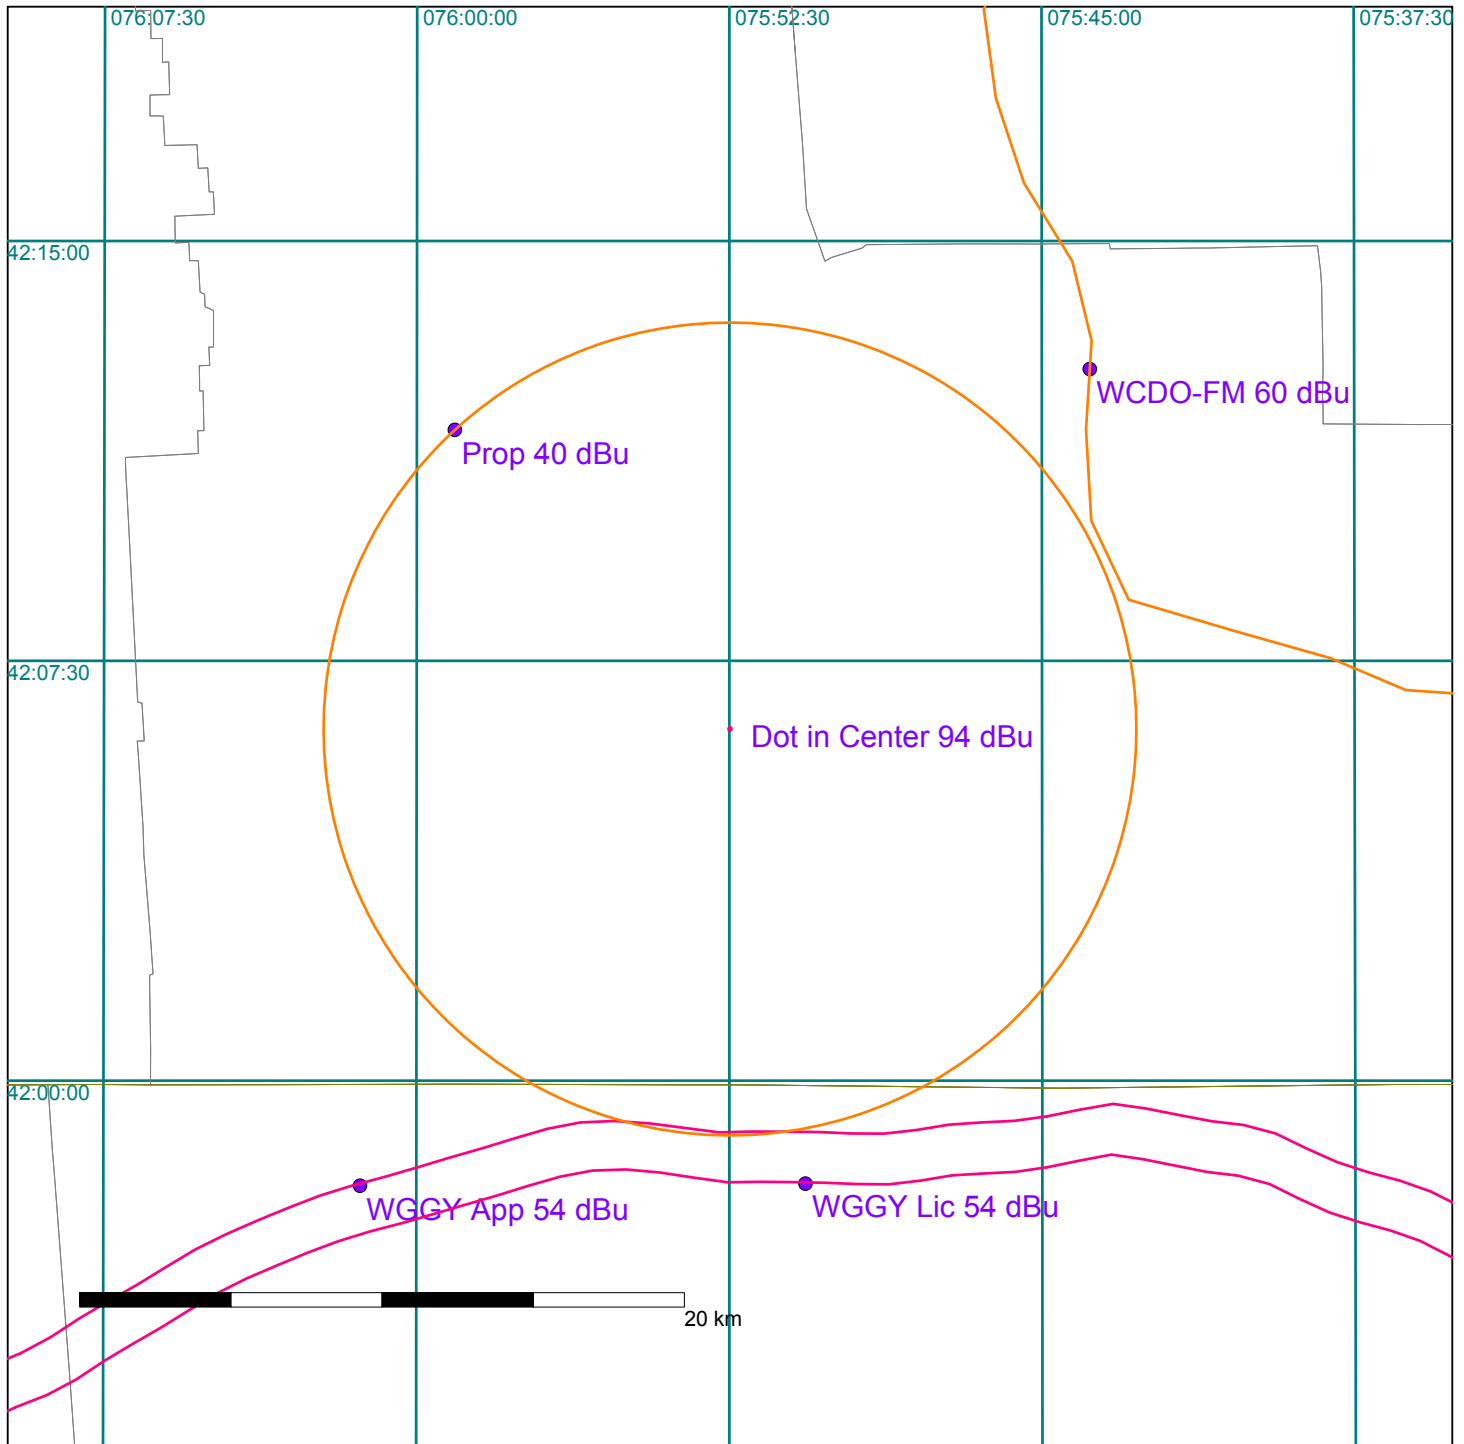 076:07:30
076:00:00
075:52:30
075:45:00
075:37:30
42:15:00
WCDO-FM 60 dBu
Prop 40 dBu
42:07:30
Dot in Center 94 dBu
42:00:00
WGGY App 54 dBu
WGGY Lic 54 dBu
20 km